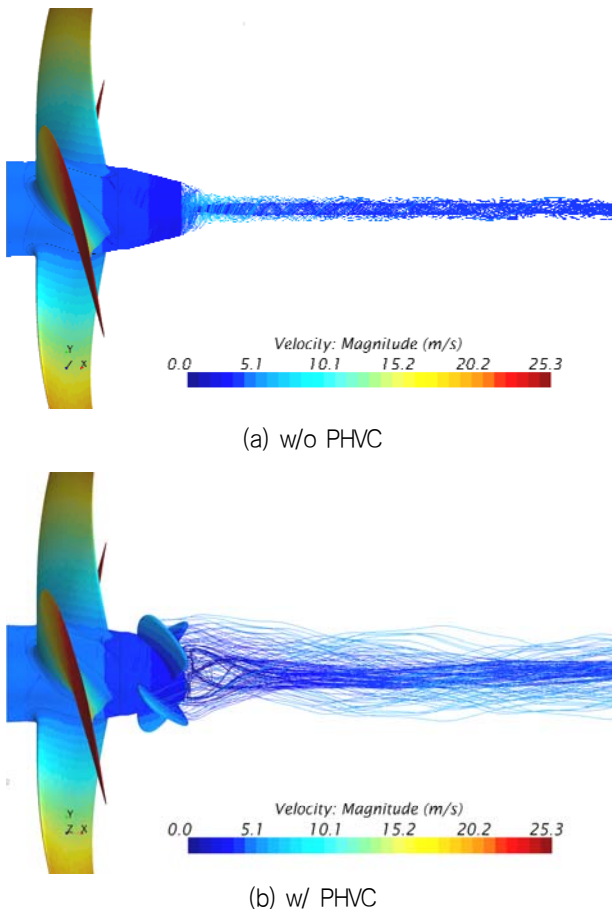 Y
X
Velocity: Magnitude (m/s)
0.0 5.1 10.1 15.2 20.2 25.3
(a) w/o PHVC
Y
Z X
Velocity: Magnitude (m/s)
0.0 5.1 10.1 15.2 20.2 25.3
(b) w/ PHVC